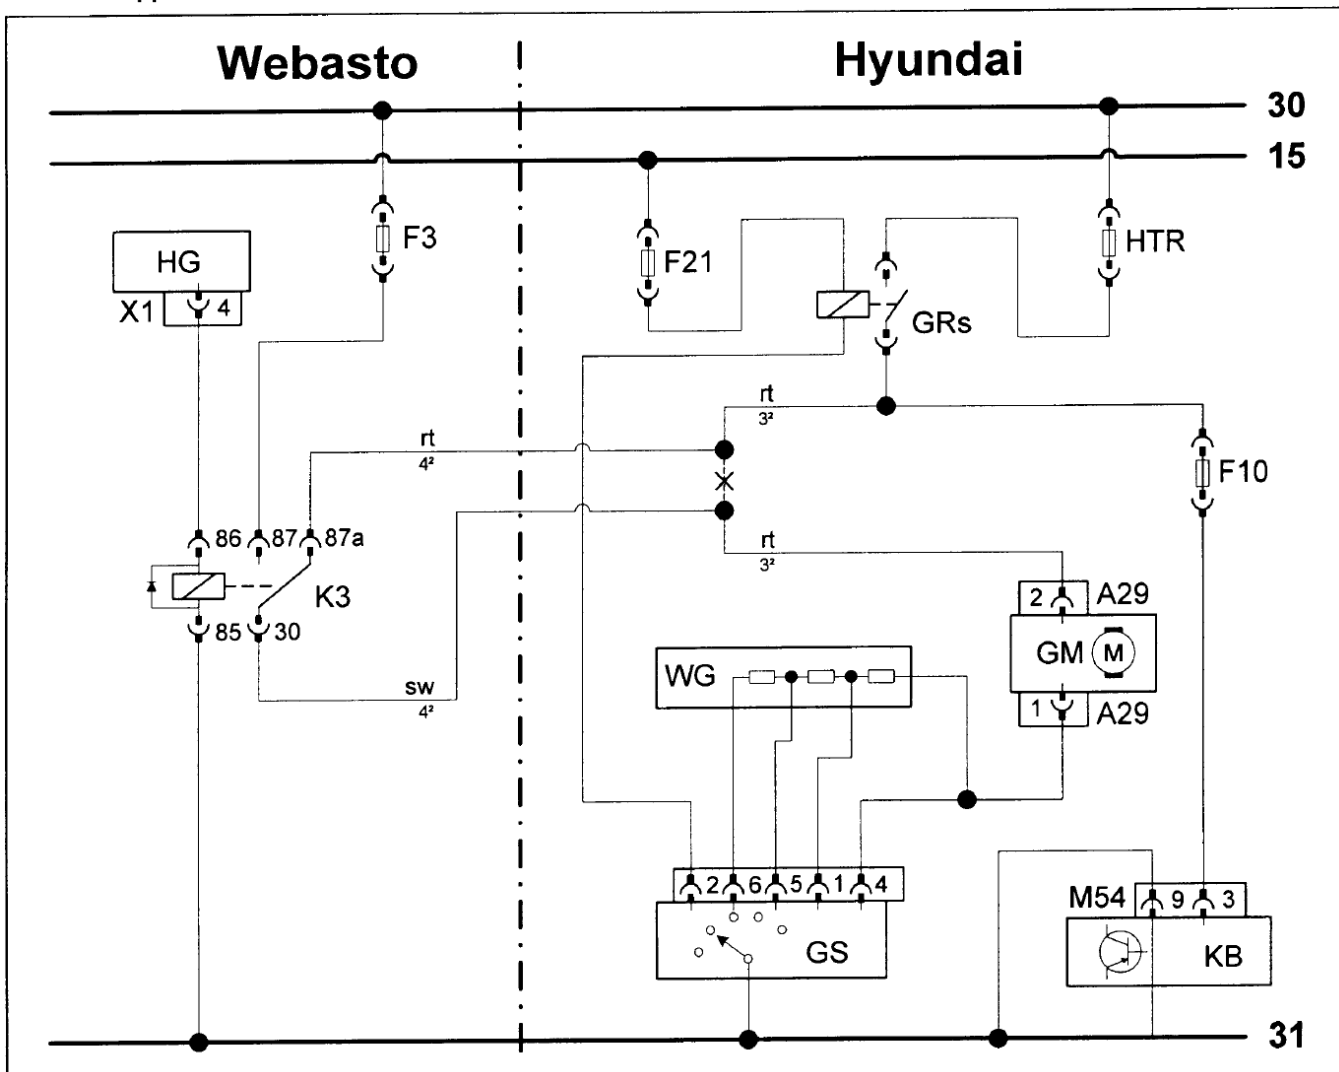 Webasto
Hyundai
30
15
F3
HTR
HG
F21
X1
4
GRs
rt
3²
rt
4²
F10
86
87
87a
rt
3²
K3
2
A29
85
30
GM
M
WG
sw
4²
1
A29
2
6
5
1
4
M54
9
3
GS
KB
31